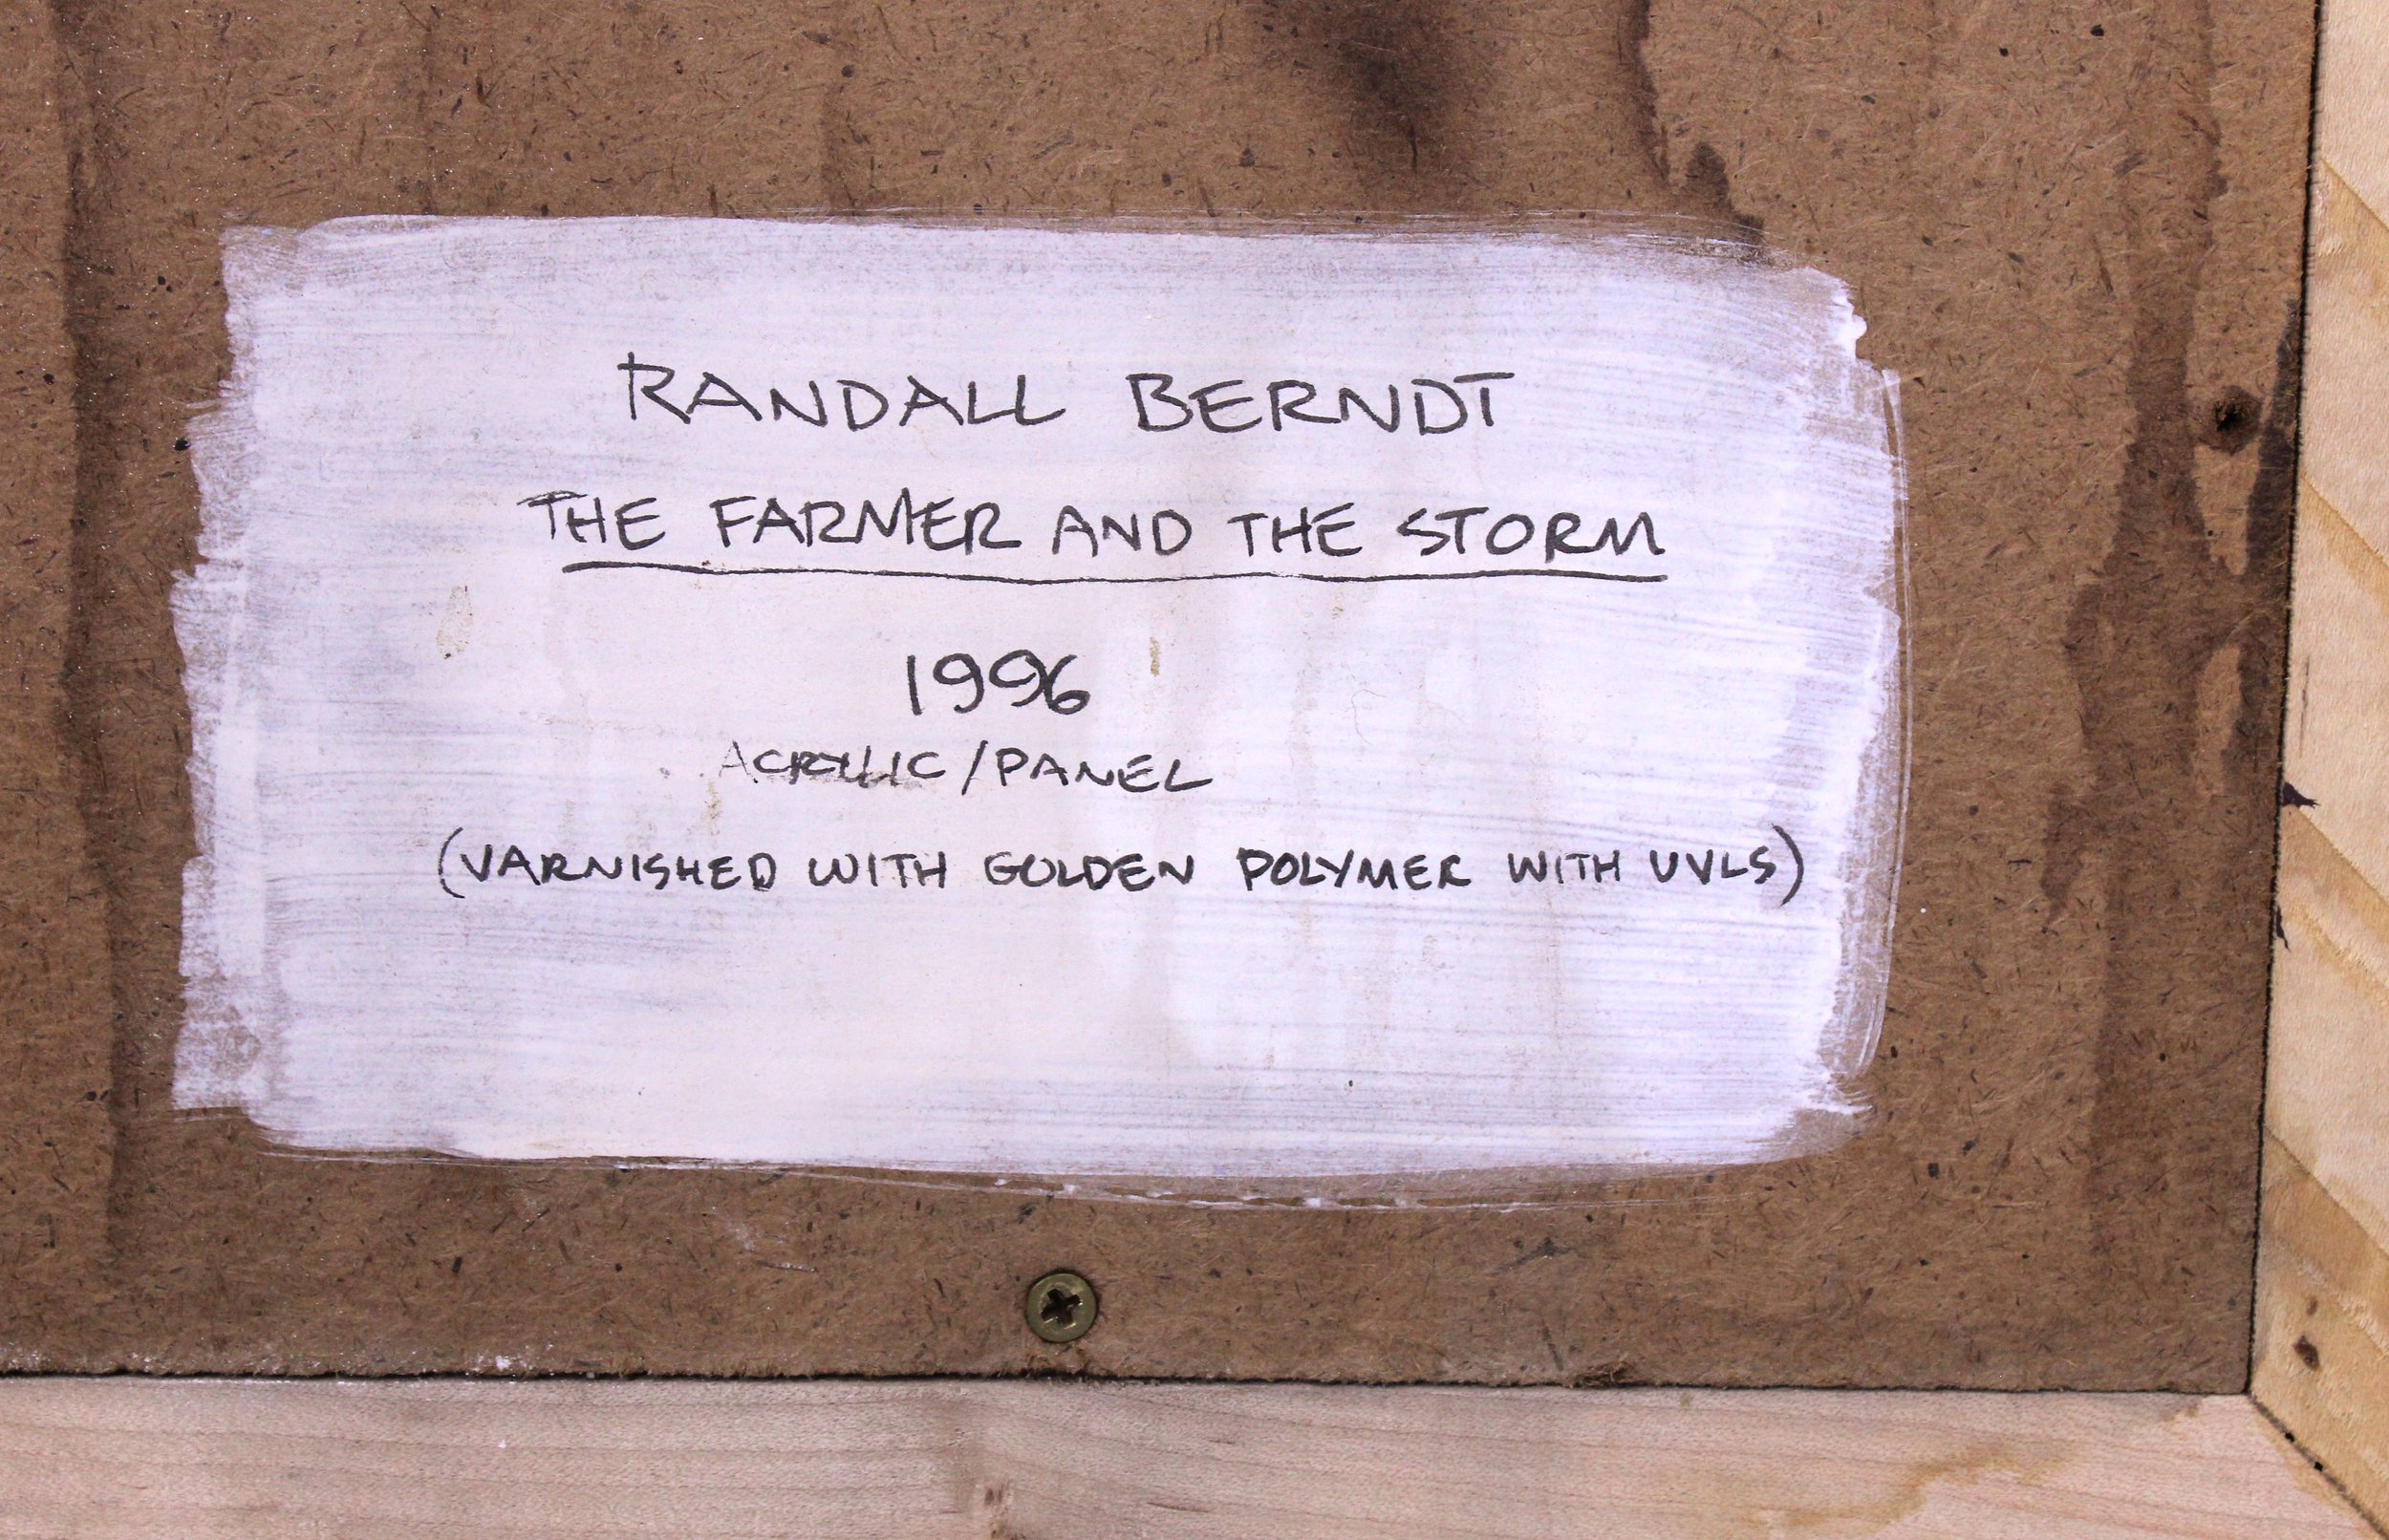 RANDALL BERNDT
THE FARMER AND THE STORM
1996
ACRYLIC/PANEL
(VARNISHED WITH GOLDEN POLYMER WITH UVLS)